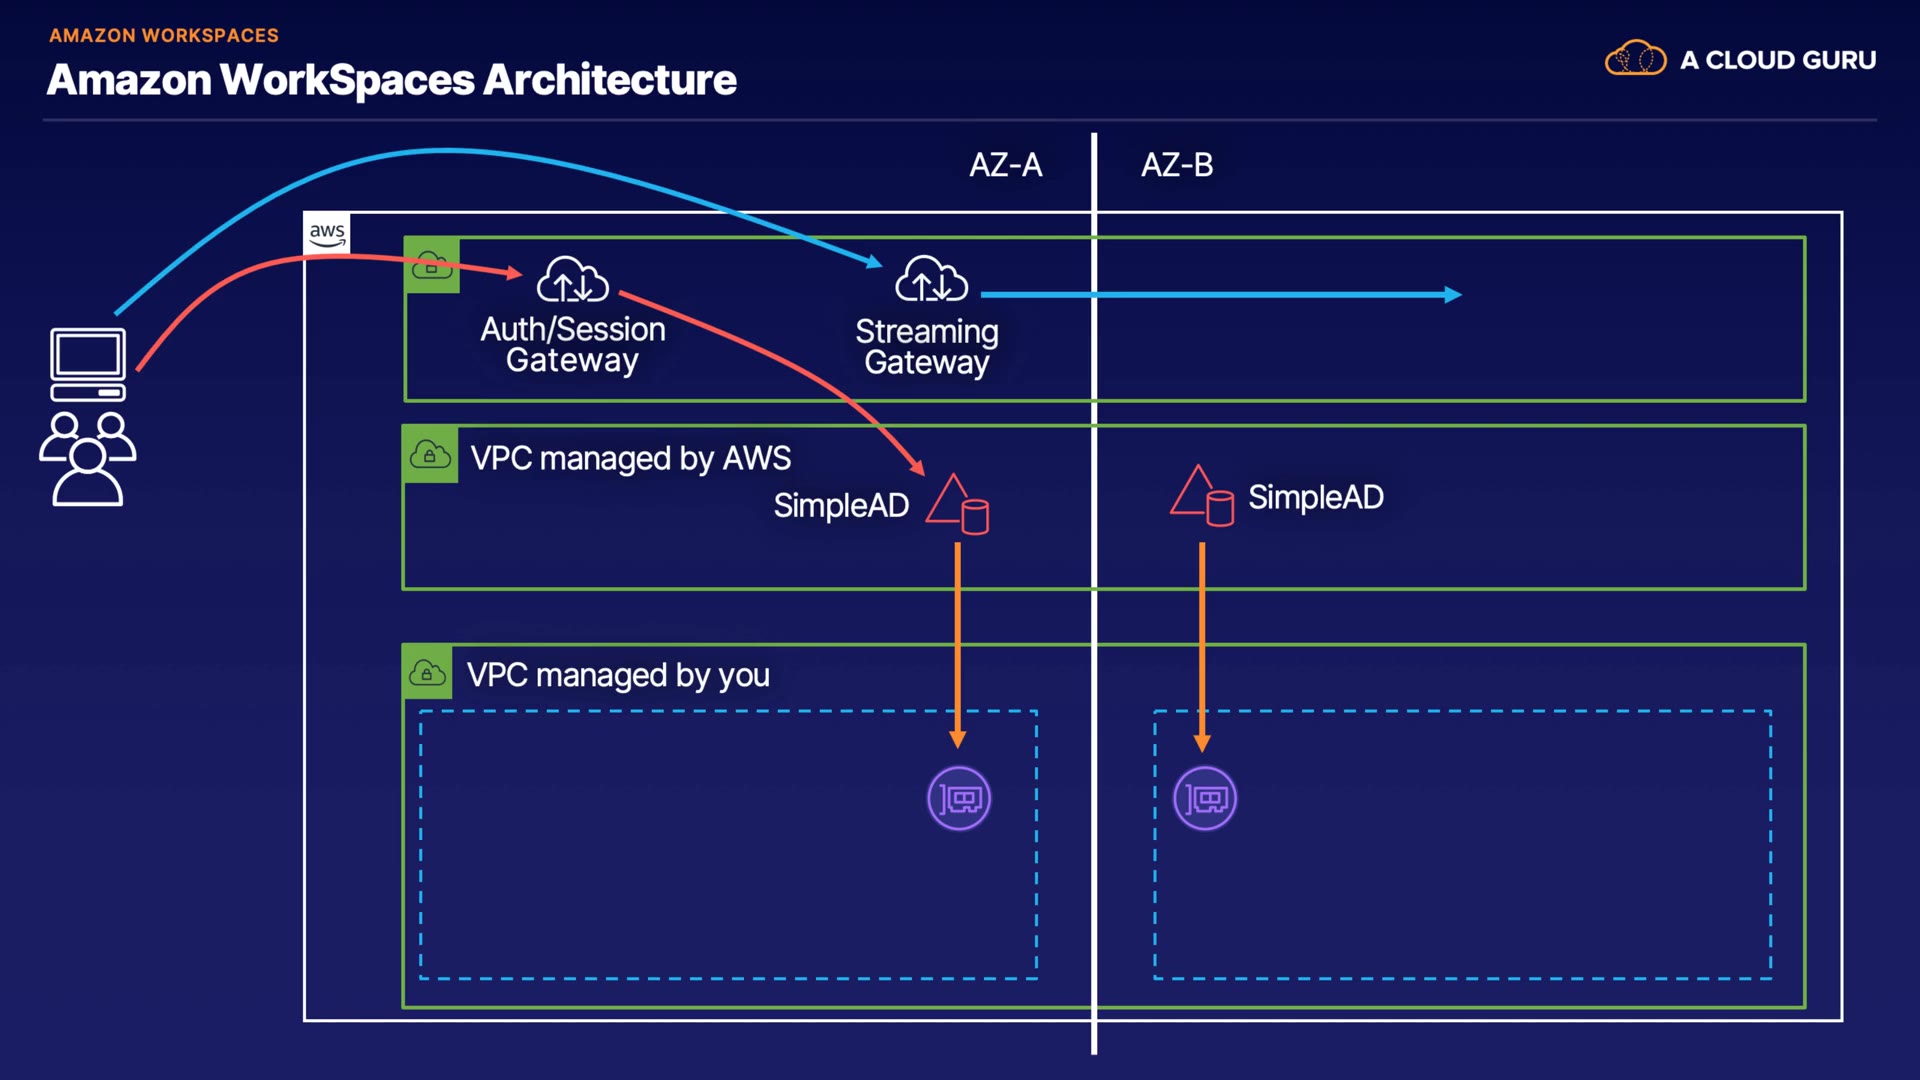 AMAZON WORKSPACES
Amazon WorkSpaces Architecture
A CLOUD GURU
AZ-A
AZ-B
aws
Auth/Session
Gateway
Streaming
Gateway
VPC managed by AWS
SimpleAD
SimpleAD
VPC managed by you